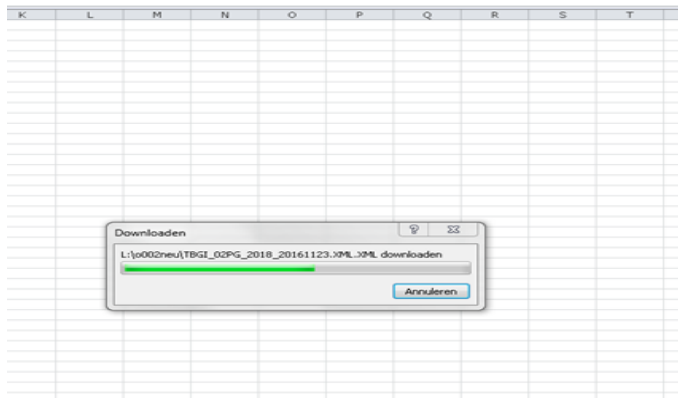 K L M N O P Q R S T
Downloaden
L:\o002neu\TBGI_02PG_2018_20161123.XML.XML downloaden
Annuleren